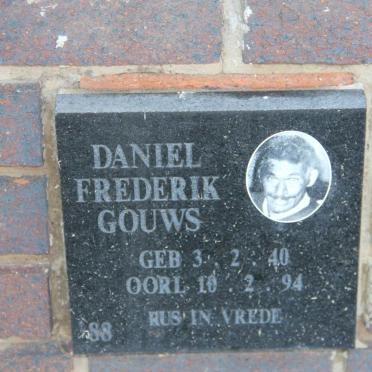 DANIEL
FREDERIK
GOUWS
GEB 3 . 2 . 40
OORL 10 . 2 . 94
RUS IN VREDE
88